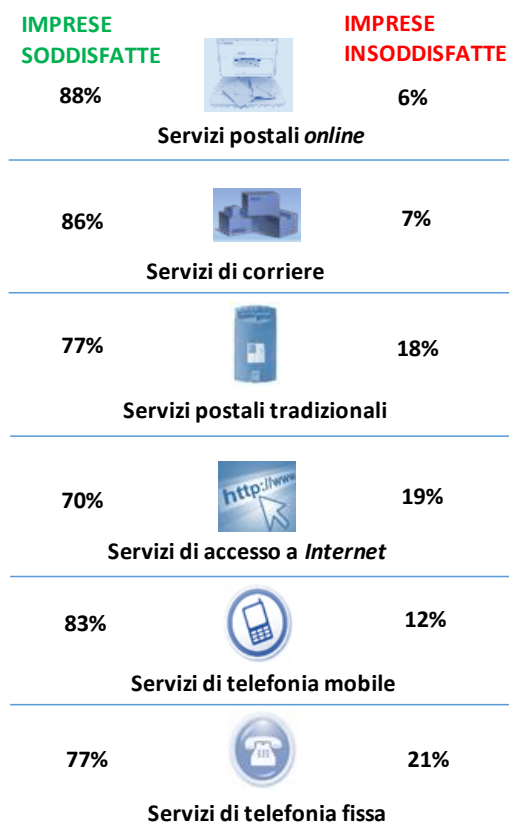 IMPRESE
SODDISFATTE
IMPRESE
INSODDISFATTE
88%
6%
Servizi postali online
86%
7%
Servizi di corriere
77%
18%
Servizi postali tradizionali
70%
http://www
19%
Servizi di accesso a Internet
83%
12%
Servizi di telefonia mobile
77%
21%
Servizi di telefonia fissa